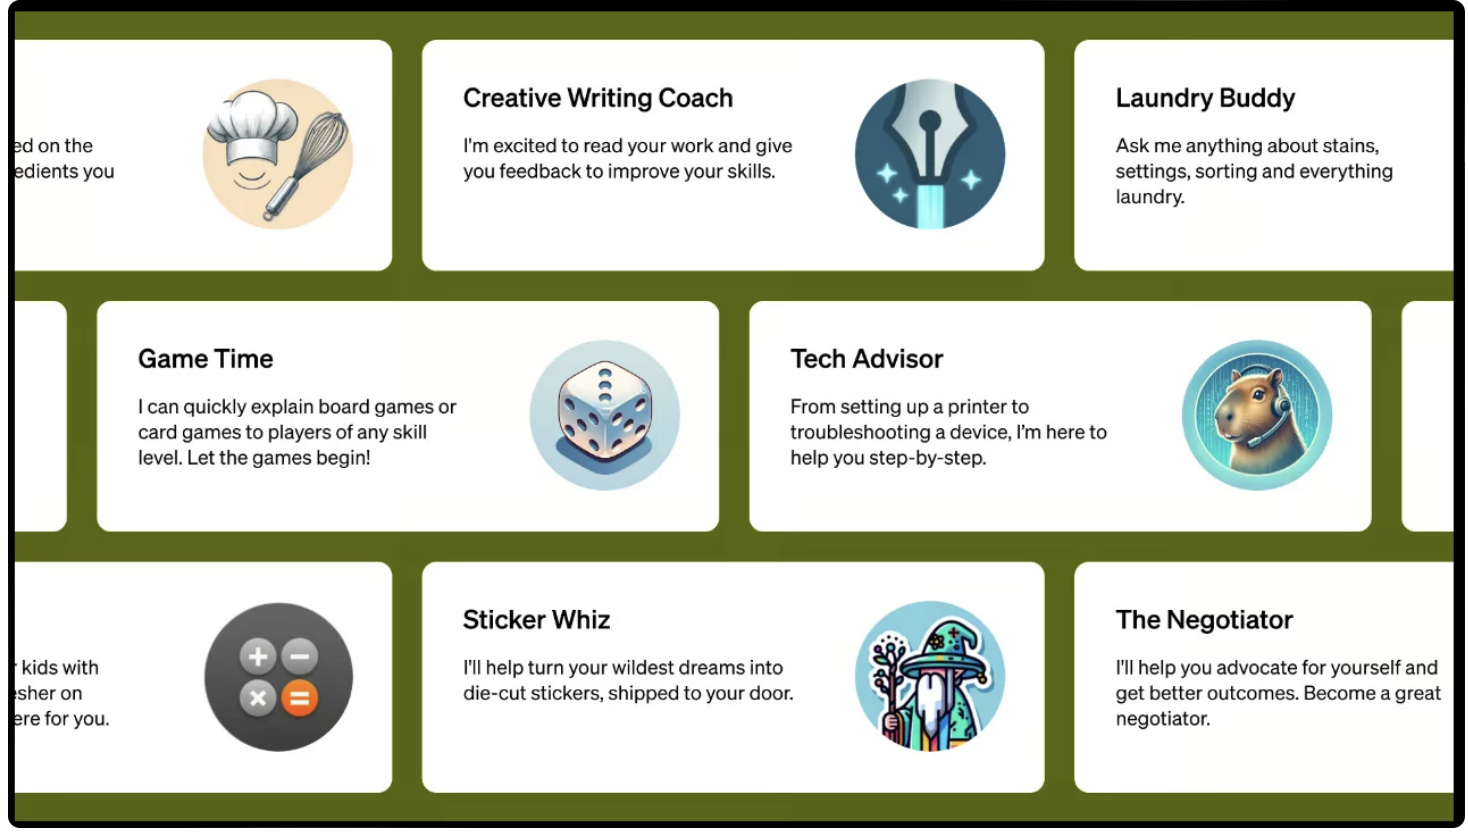 ed on the
edients you
Creative Writing Coach
I'm excited to read your work and give
you feedback to improve your skills.
Laundry Buddy
Ask me anything about stains,
settings, sorting and everything
laundry.
Game Time
I can quickly explain board games or
card games to players of any skill
level. Let the games begin!
Tech Advisor
From setting up a printer to
troubleshooting a device, I’m here to
help you step-by-step.
kids with
esher on
ere for you.
Sticker Whiz
I'll help turn your wildest dreams into
die-cut stickers, shipped to your door.
The Negotiator
I'll help you advocate for yourself and
get better outcomes. Become a great
negotiator.